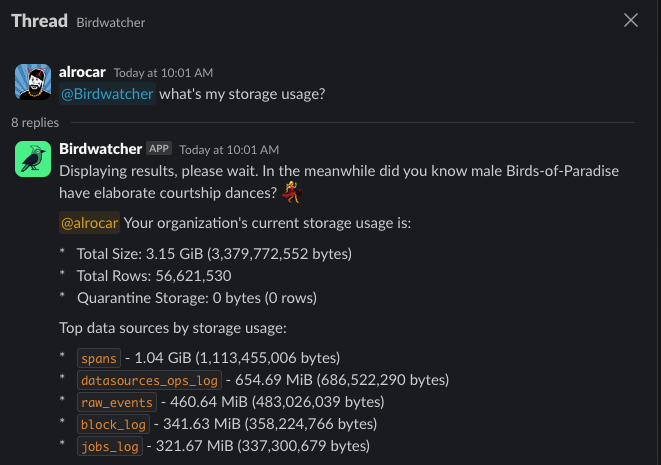 Thread Birdwatcher
alrocar Today at 10:01 AM
@Birdwatcher what's my storage usage?
8 replies
Birdwatcher APP Today at 10:01 AM
Displaying results, please wait. In the meanwhile did you know male Birds-of-Paradise
have elaborate courtship dances? 💃
@alrocar Your organization's current storage usage is:
* Total Size: 3.15 GiB (3,379,772,552 bytes)
* Total Rows: 56,621,530
* Quarantine Storage: 0 bytes (0 rows)
Top data sources by storage usage:
* spans - 1.04 GiB (1,113,455,006 bytes)
* datasources_ops_log - 654.69 MiB (686,522,290 bytes)
* raw_events - 460.64 MiB (483,026,039 bytes)
* block_log - 341.63 MiB (358,224,766 bytes)
* jobs_log - 321.67 MiB (337,300,679 bytes)